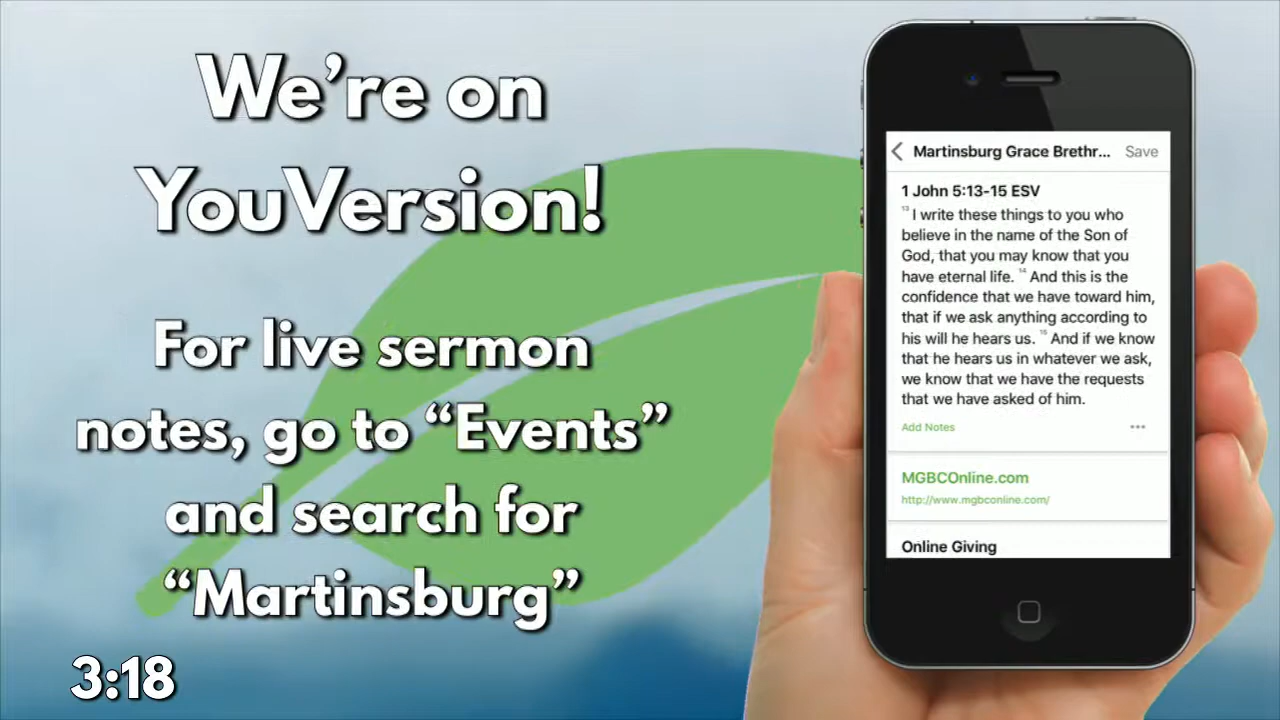 We're on
YouVersion!
For live sermon
notes, go to “Events”
and search for
“Martinsburg”
3:18
Martinsburg Grace Brethr...
Save
1 John 5:13-15 ESV
13 I write these things to you who
believe in the name of the Son of
God, that you may know that you
have eternal life. 14 And this is the
confidence that we have toward him,
that if we ask anything according to
his will he hears us. 15 And if we know
that he hears us in whatever we ask,
we know that we have the requests
that we have asked of him.
Add Notes
MGBCOnline.com
http://www.mgbconline.com/
Online Giving